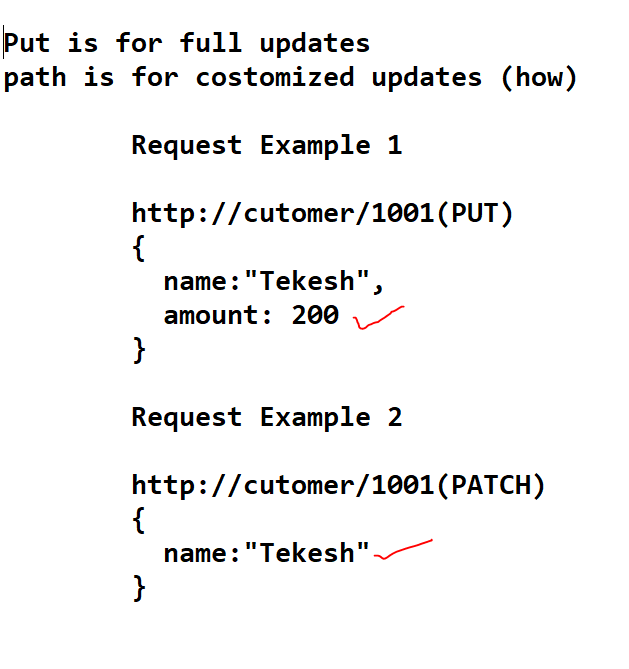 Put is for full updates
path is for costomized updates (how)
Request Example 1
http://cutomer/1001(PUT)
{
name:"Tekesh",
amount: 200
}
Request Example 2
http://cutomer/1001(PATCH)
{
name:"Tekesh"
}